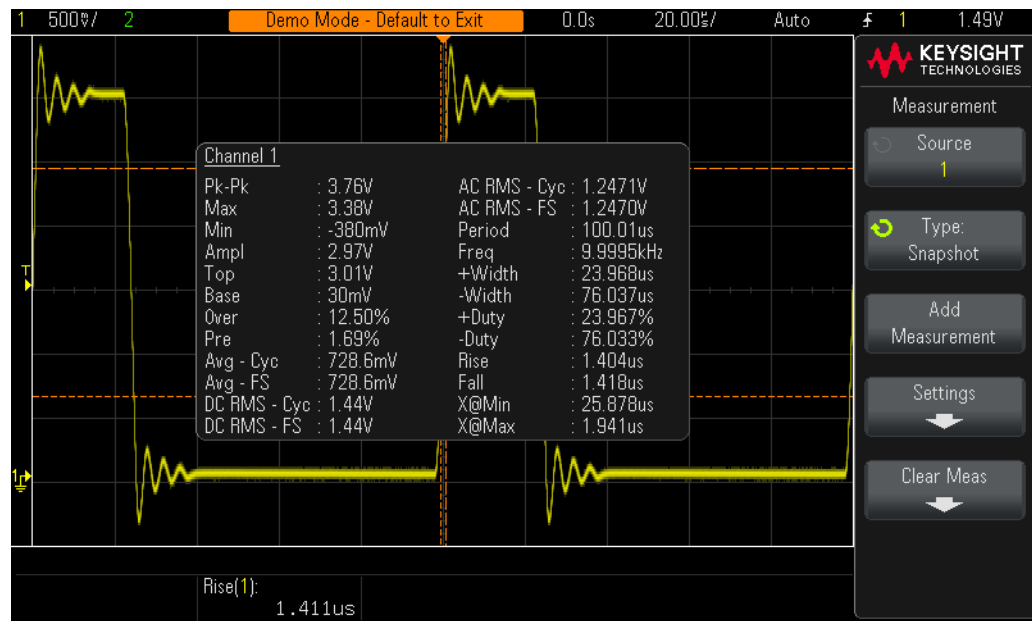 1 500mV/ 2 Demo Mode - Default to Exit 0.0s 20.00us/ Auto 1 1.49V
KEYSIGHT
TECHNOLOGIES
Measurement
Source
1
Type:
Snapshot
Add
Measurement
Settings
Clear Meas
T
1
Channel 1
Pk-Pk : 3.76V AC RMS - Cyc : 1.2471V
Max : 3.38V AC RMS - FS : 1.2470V
Min : -380mV Period : 100.01us
Ampl : 2.97V Freq : 9.9995kHz
Top : 3.01V +Width : 23.968us
Base : 30mV -Width : 76.037us
Over : 12.50% +Duty : 23.967%
Pre : 1.69% -Duty : 76.033%
Avg - Cyc : 728.6mV Rise : 1.404us
Avg - FS : 728.6mV Fall : 1.418us
DC RMS - Cyc : 1.44V X@Min : 25.878us
DC RMS - FS : 1.44V X@Max : 1.941us
Rise(1):
1.411us